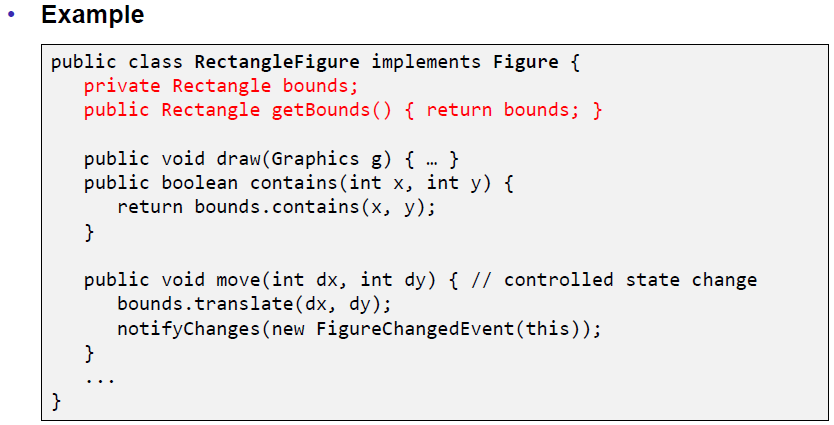 • Example
public class RectangleFigure implements Figure {
   private Rectangle bounds;
   public Rectangle getBounds() { return bounds; }

   public void draw(Graphics g) { … }
   public boolean contains(int x, int y) {
      return bounds.contains(x, y);
   }

   public void move(int dx, int dy) { // controlled state change
      bounds.translate(dx, dy);
      notifyChanges(new FigureChangedEvent(this));
   }
   ...
}